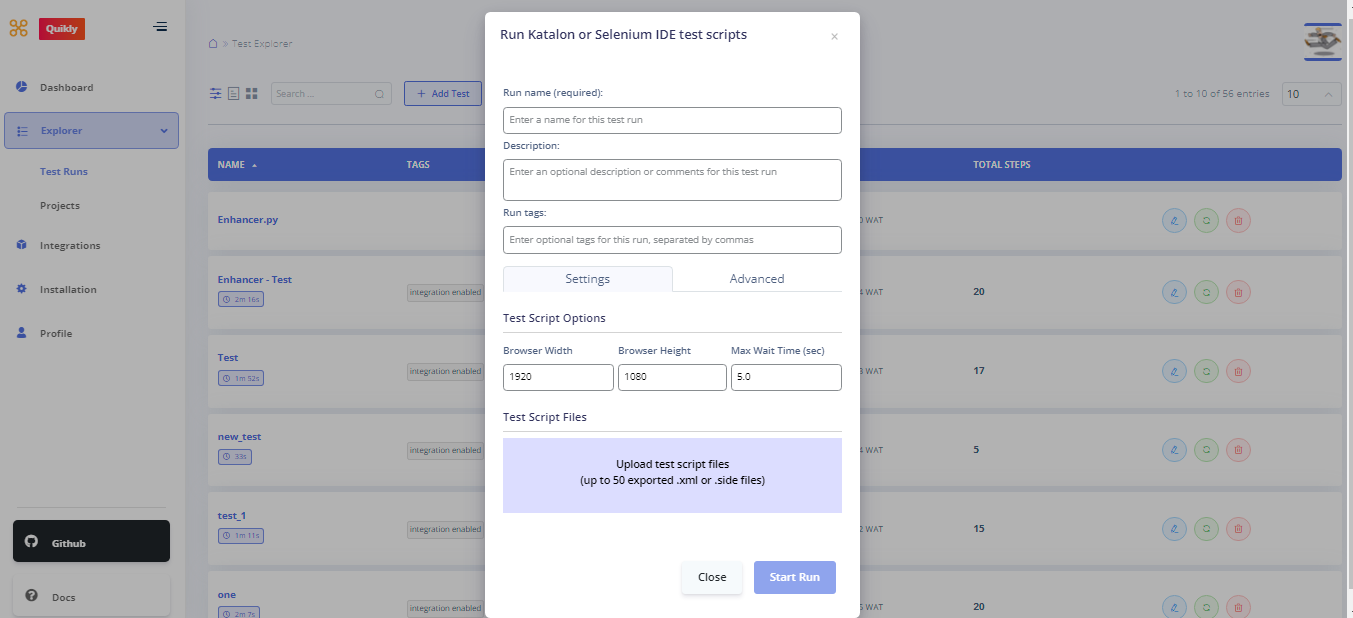 Quikly
Dashboard
Explorer
Test Runs
Projects
Integrations
Installation
Profile
Github
Docs
» Test Explorer
Search ...
+ Add Test
1 to 10 of 56 entries
10
NAME
TAGS
TOTAL STEPS
Enhancer.py
WAT
Enhancer - Test
2m 16s
integration enabled
WAT
20
Test
1m 52s
integration enabled
WAT
17
new_test
33s
integration enabled
WAT
5
test_1
1m 11s
integration enabled
WAT
15
one
2m 7s
integration enabled
WAT
20
Run Katalon or Selenium IDE test scripts
×
Run name (required):
Enter a name for this test run
Description:
Enter an optional description or comments for this test run
Run tags:
Enter optional tags for this run, separated by commas
Settings
Advanced
Test Script Options
Browser Width
Browser Height
Max Wait Time (sec)
1920
1080
5.0
Test Script Files
Upload test script files
(up to 50 exported .xml or .side files)
Close
Start Run